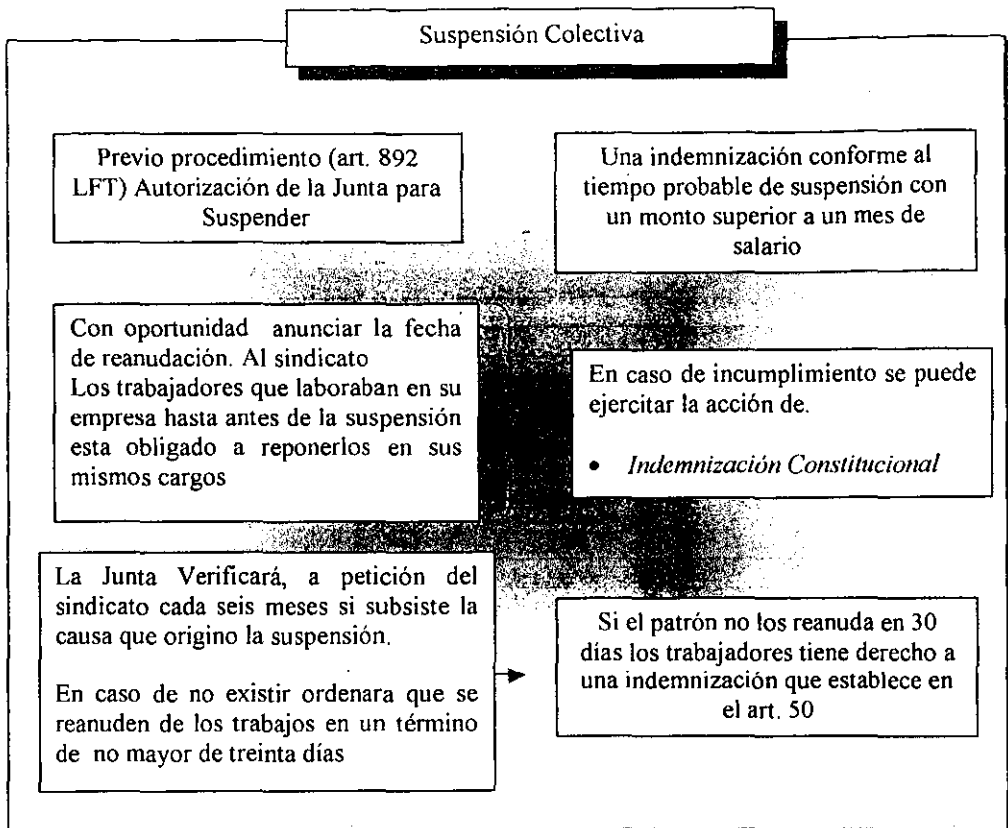 Suspensión Colectiva
Previo procedimiento (art. 892
LFT) Autorización de la Junta para
Suspender
Una indemnización conforme al
tiempo probable de suspensión con
un monto superior a un mes de
salario
Con oportunidad anunciar la fecha
de reanudación. Al sindicato
Los trabajadores que laboraban en su
empresa hasta antes de la suspensión
esta obligado a reponerlos en sus
mismos cargos
En caso de incumplimiento se puede
ejercitar la acción de.
• Indemnización Constitucional
La Junta Verificará, a petición del
sindicato cada seis meses si subsiste la
causa que origino la suspensión.
En caso de no existir ordenara que se
reanuden de los trabajos en un término
de no mayor de treinta días
Si el patrón no los reanuda en 30
días los trabajadores tiene derecho a
una indemnización que establece en
el art. 50